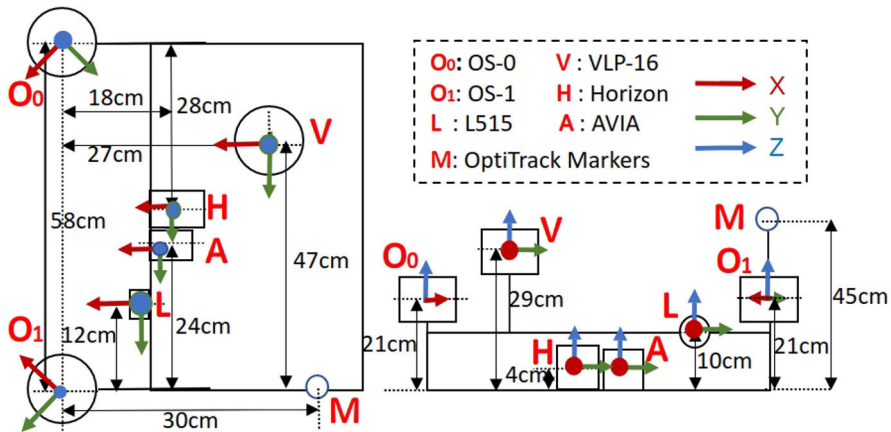 O0
18cm
28cm
V
27cm
H
58cm
A
47cm
L
O1
12cm
24cm
M
30cm
O0: OS-0 V : VLP-16
O1: OS-1 H : Horizon
L : L515 A : AVIA
M: OptiTrack Markers
X
Y
Z
M
V
O0
O1
29cm
L
45cm
21cm
H
A
4cm
10cm
21cm